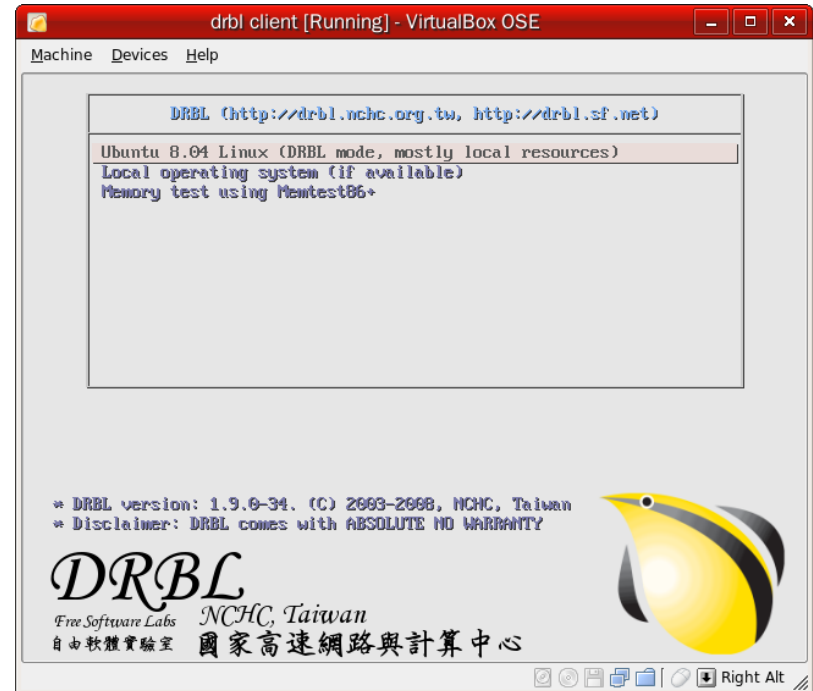 drbl client [Running] - VirtualBox OSE
Machine Devices Help
DRBL (http://drbl.nchc.org.tw, http://drbl.sf.net)
Ubuntu 8.04 Linux (DRBL mode, mostly local resources)
Local operating system (if available)
Memory test using Memtest86+
* DRBL version: 1.9.0-34. (C) 2003-2008, NCHC, Taiwan
* Disclaimer: DRBL comes with ABSOLUTE NO WARRANTY
DRBL
Free Software Labs NCHC, Taiwan
自由軟體實驗室 國家高速網路與計算中心
Right Alt